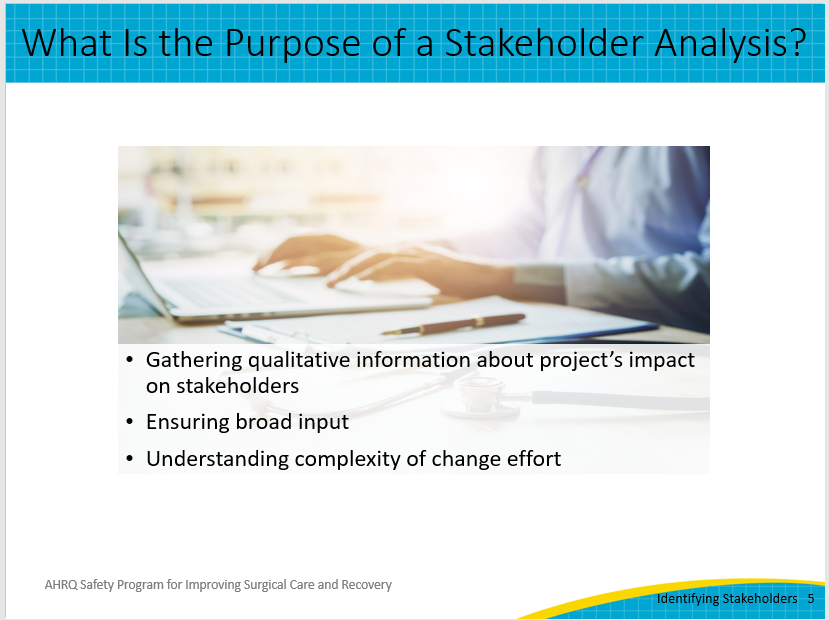 What Is the Purpose of a Stakeholder Analysis?
• Gathering qualitative information about project’s impact
on stakeholders
• Ensuring broad input
• Understanding complexity of change effort
AHRQ Safety Program for Improving Surgical Care and Recovery
Identifying Stakeholders 5